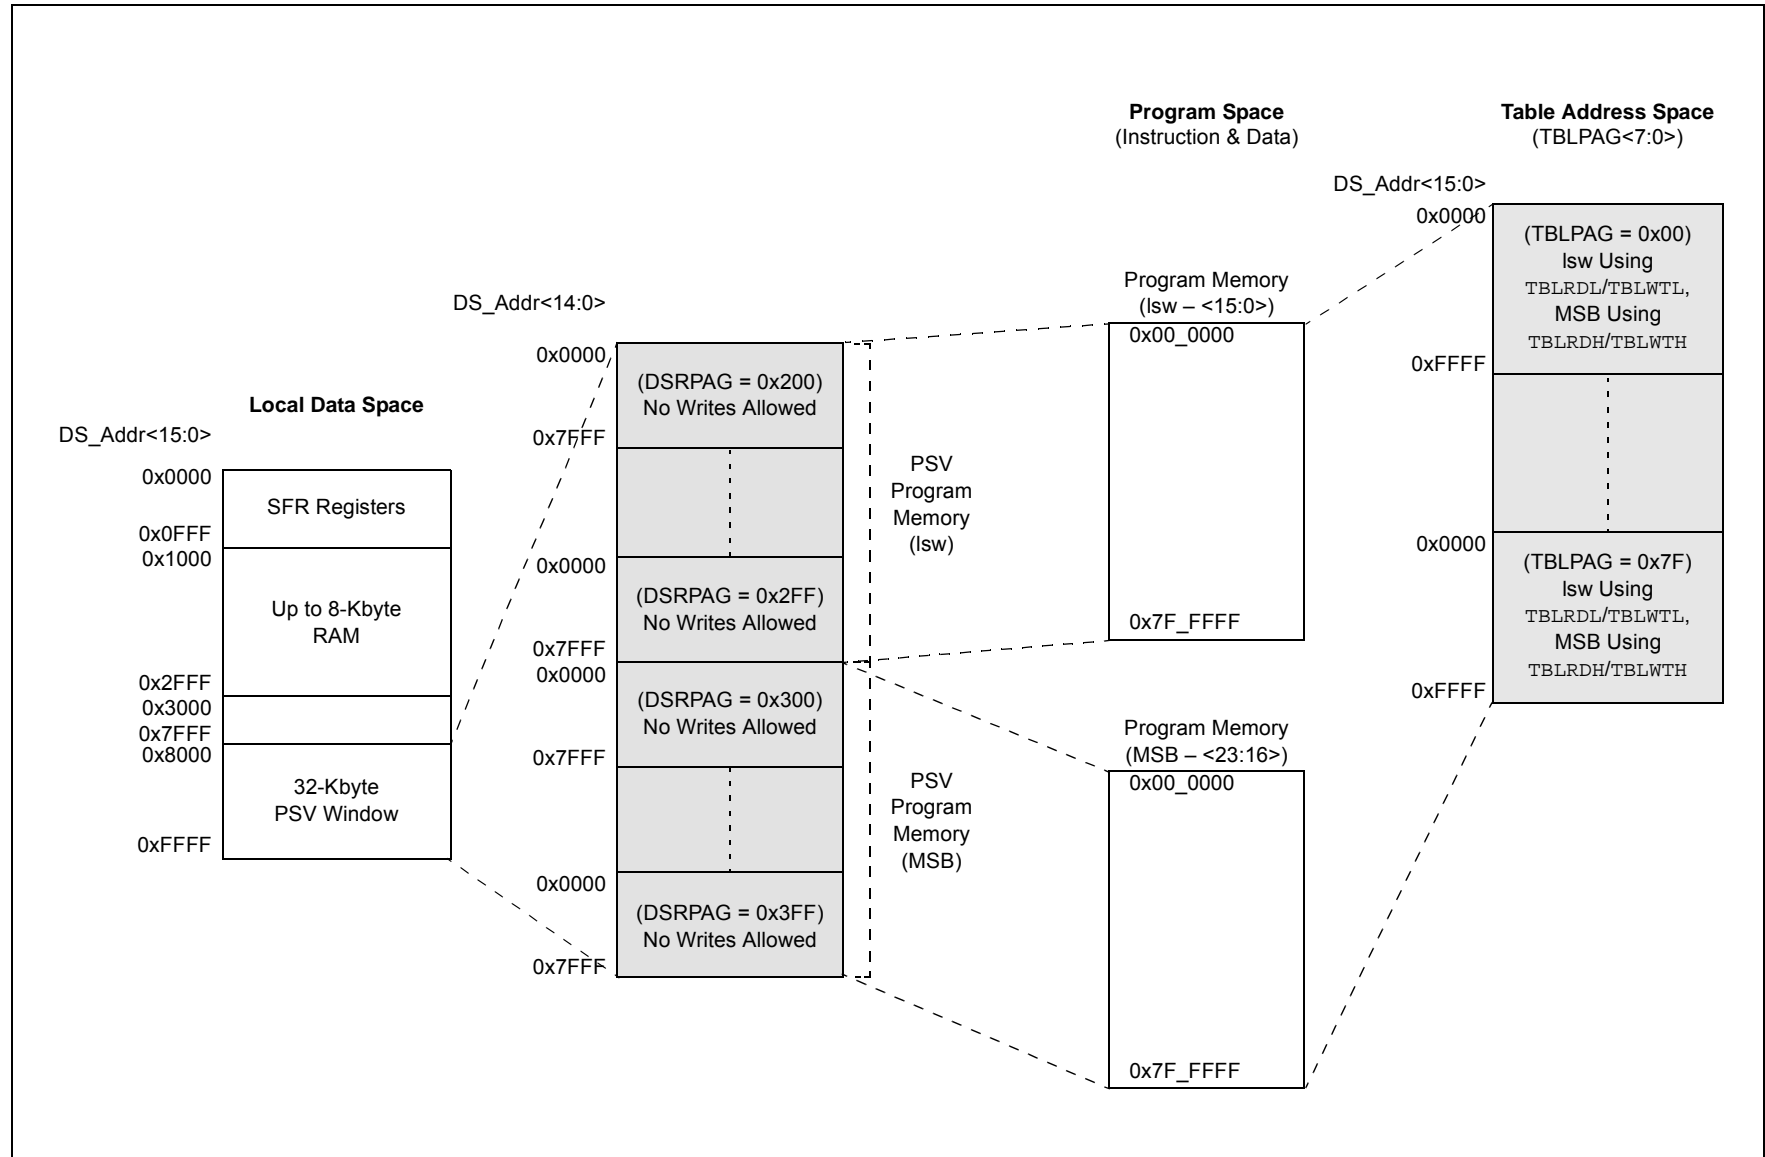 Program Space
(Instruction & Data)
Table Address Space
(TBLPAG<7:0>)
Local Data Space
DS_Addr<15:0>
0x0000
SFR Registers
0x0FFF
0x1000
Up to 8-Kbyte
RAM
0x2FFF
0x3000
0x7FFF
0x8000
32-Kbyte
PSV Window
0xFFFF
DS_Addr<14:0>
0x0000
(DSRPAG = 0x200)
No Writes Allowed
0x7FFF
0x0000
(DSRPAG = 0x2FF)
No Writes Allowed
0x7FFF
0x0000
(DSRPAG = 0x300)
No Writes Allowed
0x7FFF
0x0000
(DSRPAG = 0x3FF)
No Writes Allowed
0x7FFF
PSV
Program
Memory
(lsw)
PSV
Program
Memory
(MSB)
Program Memory
(lsw – <15:0>)
0x00_0000
0x7F_FFFF
Program Memory
(MSB – <23:16>)
0x00_0000
0x7F_FFFF
DS_Addr<15:0>
0x0000
(TBLPAG = 0x00)
lsw Using
TBLRDL/TBLWTL,
MSB Using
TBLRDH/TBLWTH
0xFFFF
0x0000
(TBLPAG = 0x7F)
lsw Using
TBLRDL/TBLWTL,
MSB Using
TBLRDH/TBLWTH
0xFFFF